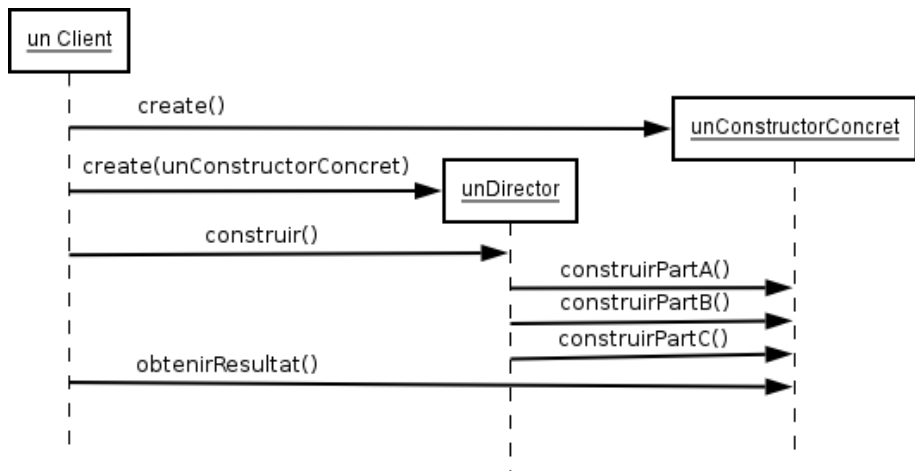 un Client
create()
unConstructorConcret
create(unConstructorConcret)
unDirector
construir()
construirPartA()
construirPartB()
construirPartC()
obtenirResultat()